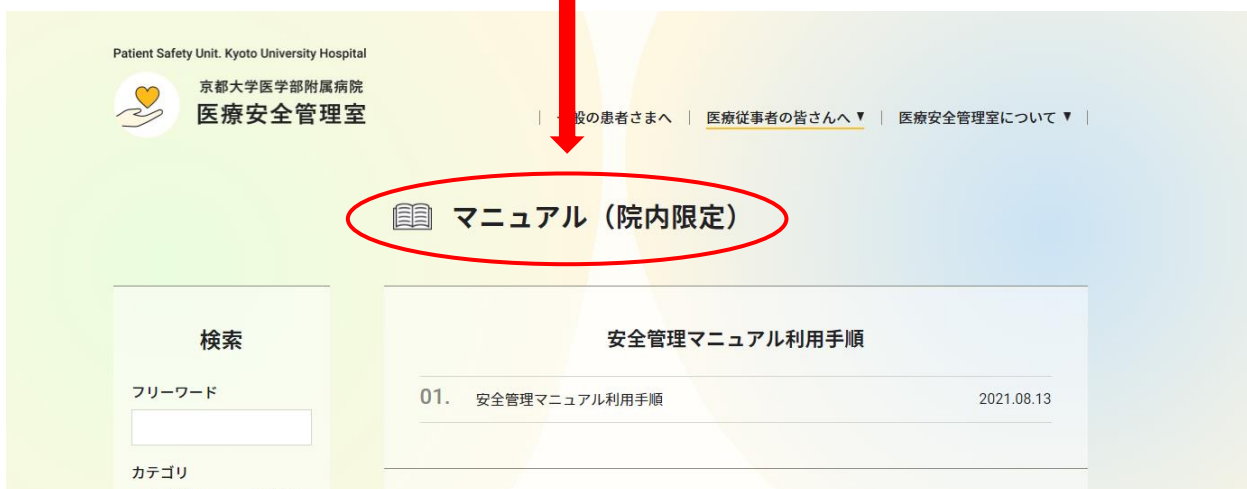 Patient Safety Unit. Kyoto University Hospital
京都大学医学部附属病院
医療安全管理室
般の患者さまへ | 医療従事者の皆さんへ ▼ | 医療安全管理室について ▼
マニュアル（院内限定）
検索
フリーワード
カテゴリ
安全管理マニュアル利用手順
01. 安全管理マニュアル利用手順 2021.08.13